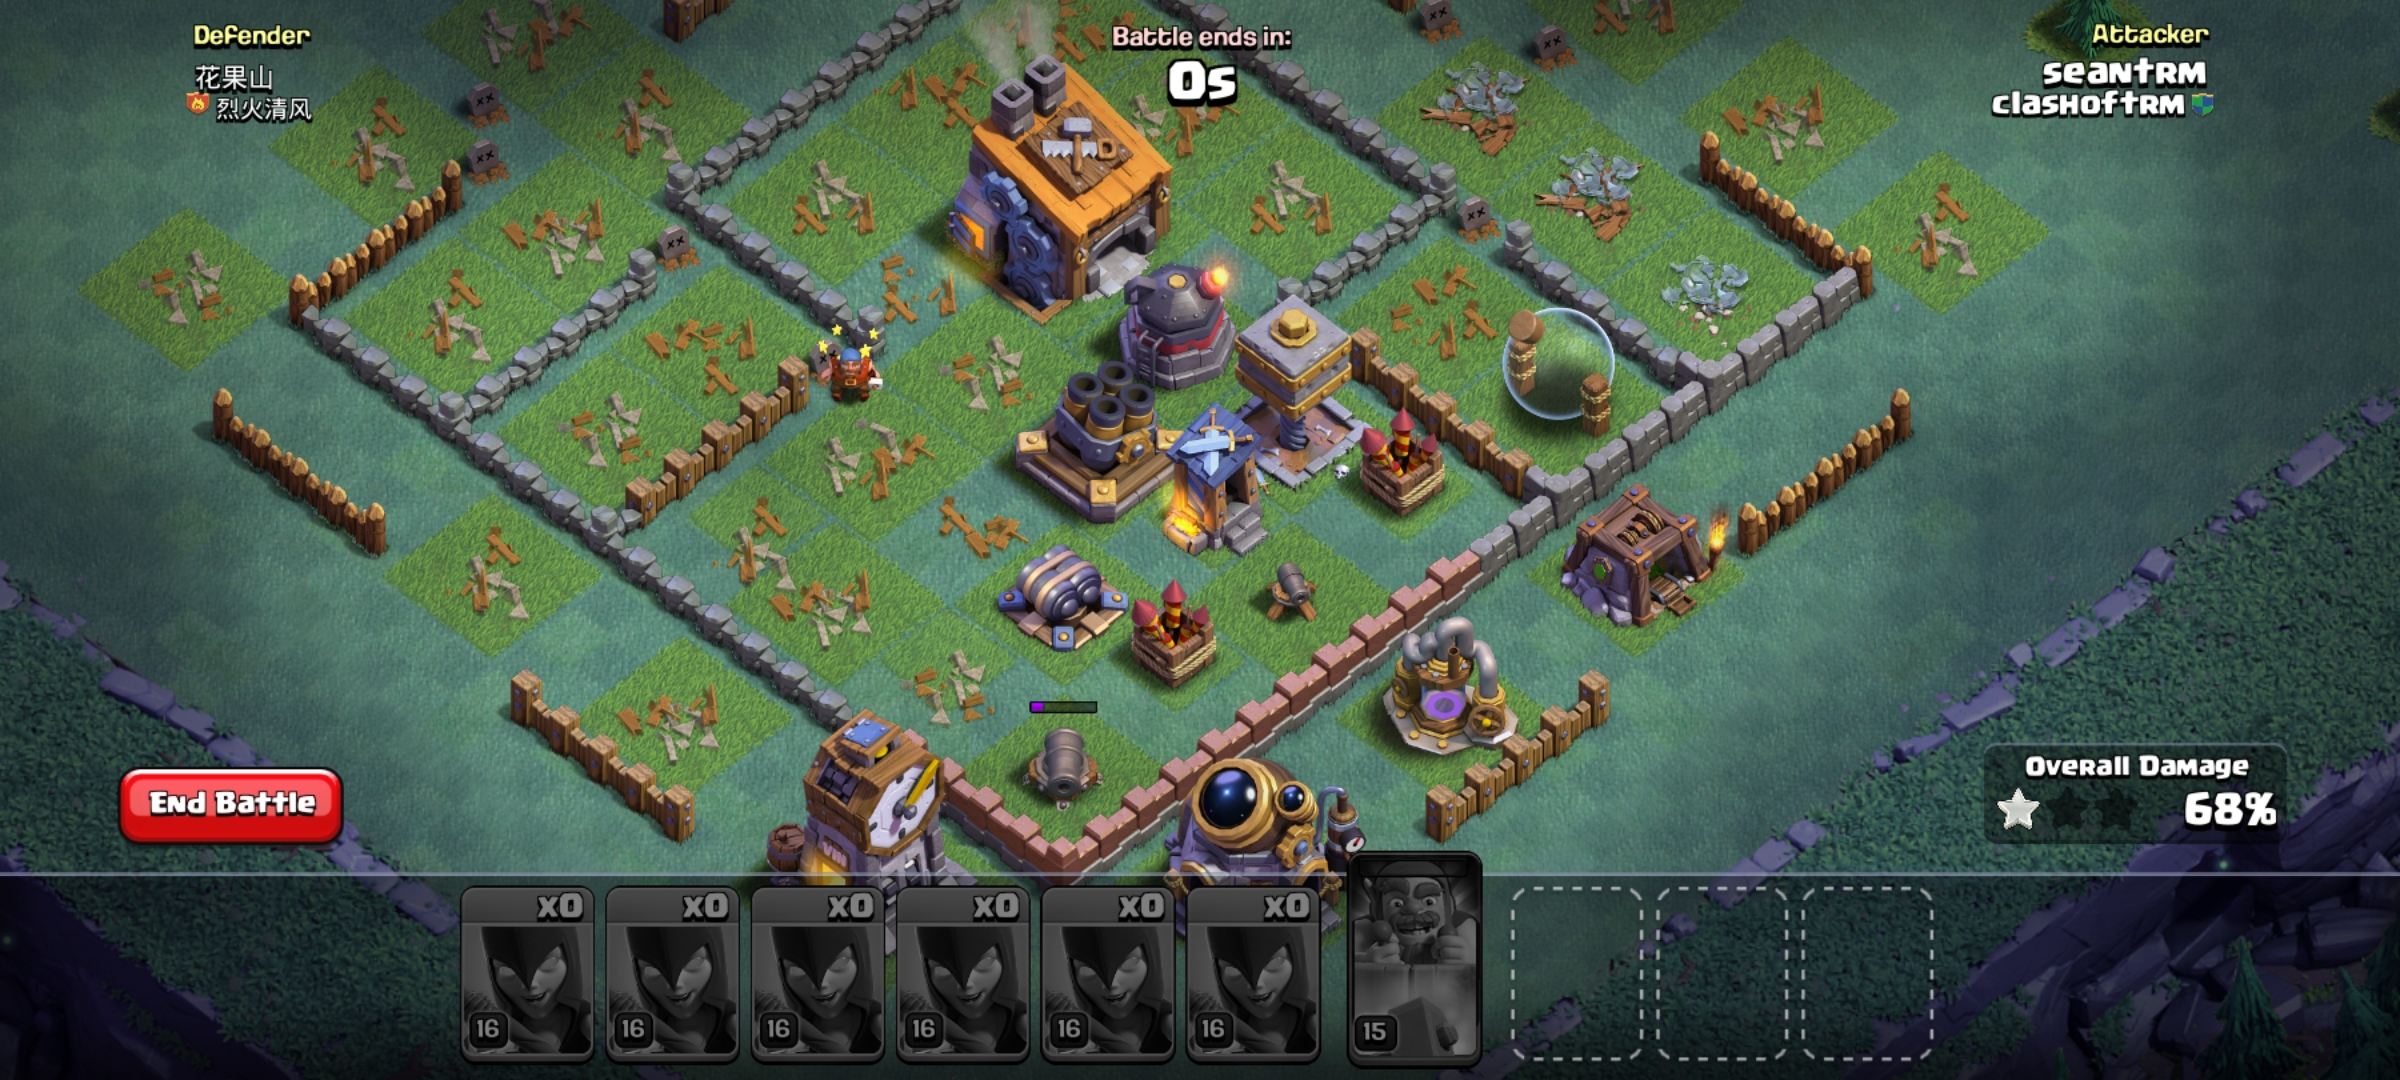 Defender
花果山
烈火清风
Battle ends in:
0s
Attacker
seantRM
clashoftRM
End Battle
Overall Damage
68%
x0
x0
x0
x0
x0
x0
16
16
16
16
16
16
15